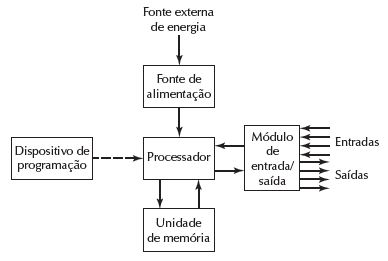 Fonte externa
de energia
Fonte de
alimentação
Dispositivo de
programação
Processador
Módulo
de
entrada/
saída
Entradas
Saídas
Unidade
de memória